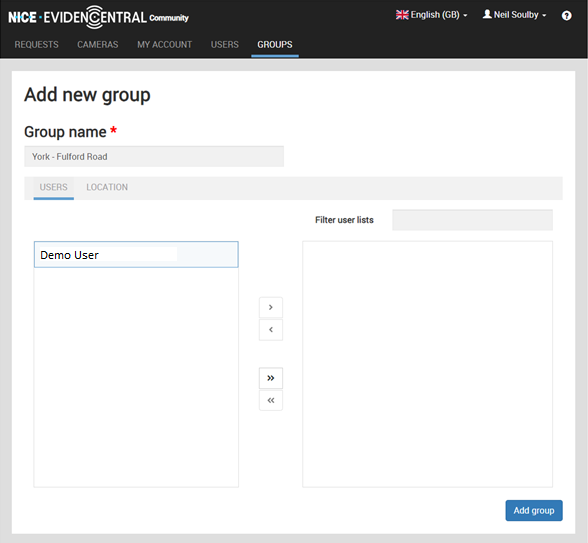 NICE · EVIDENCENTRAL Community
English (GB)
Neil Soulby
?
REQUESTS CAMERAS MY ACCOUNT USERS GROUPS
Add new group
Group name *
York - Fulford Road
USERS LOCATION
Filter user lists
Demo User
>
<
>>
<<
Add group